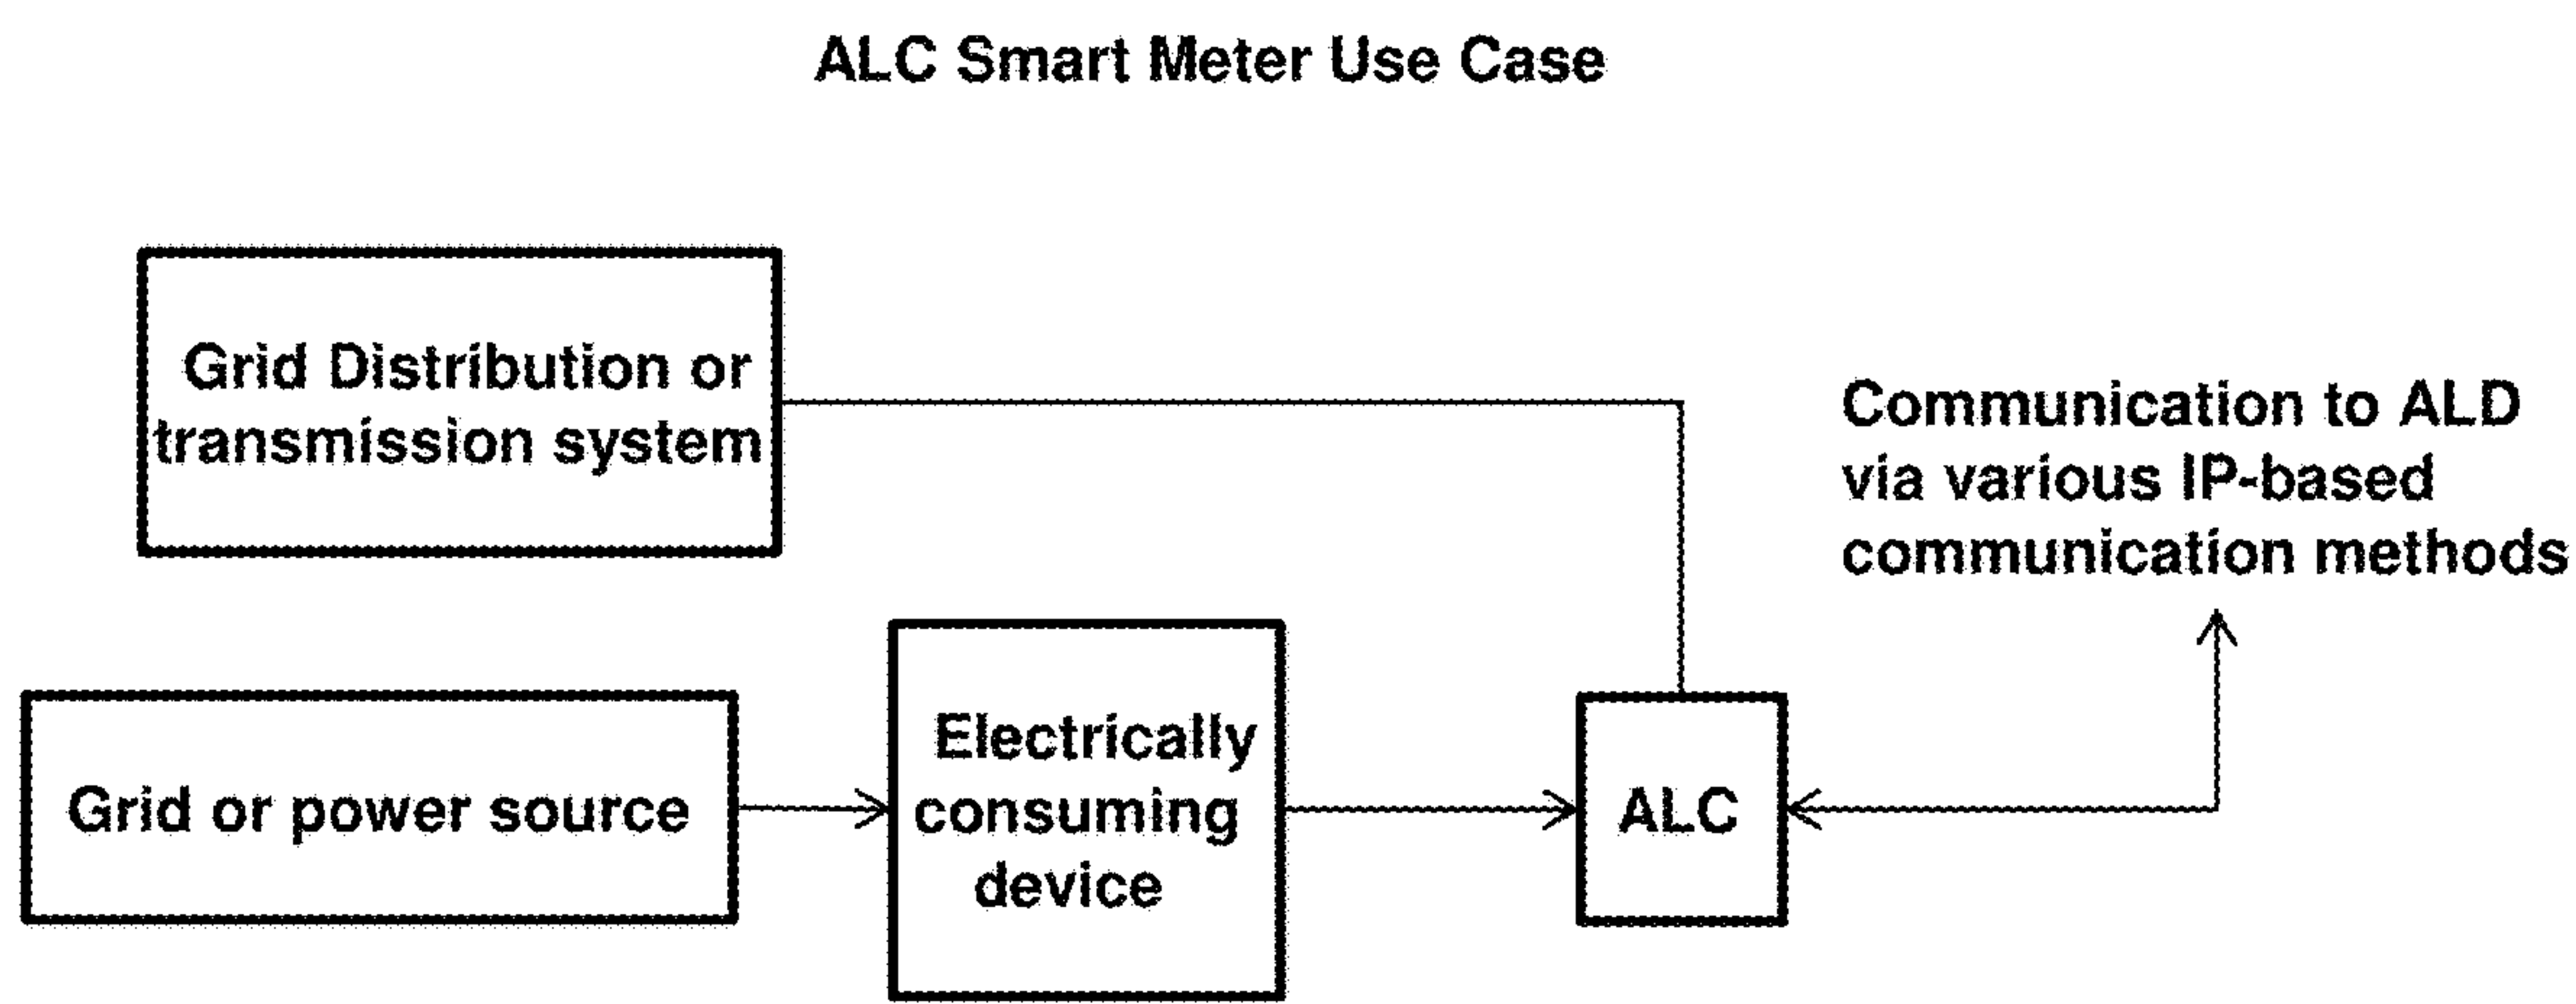 ALC Smart Meter Use Case
Grid Distribution or
transmission system
Communication to ALD
via various IP-based
communication methods
Grid or power source
Electrically
consuming
device
ALC